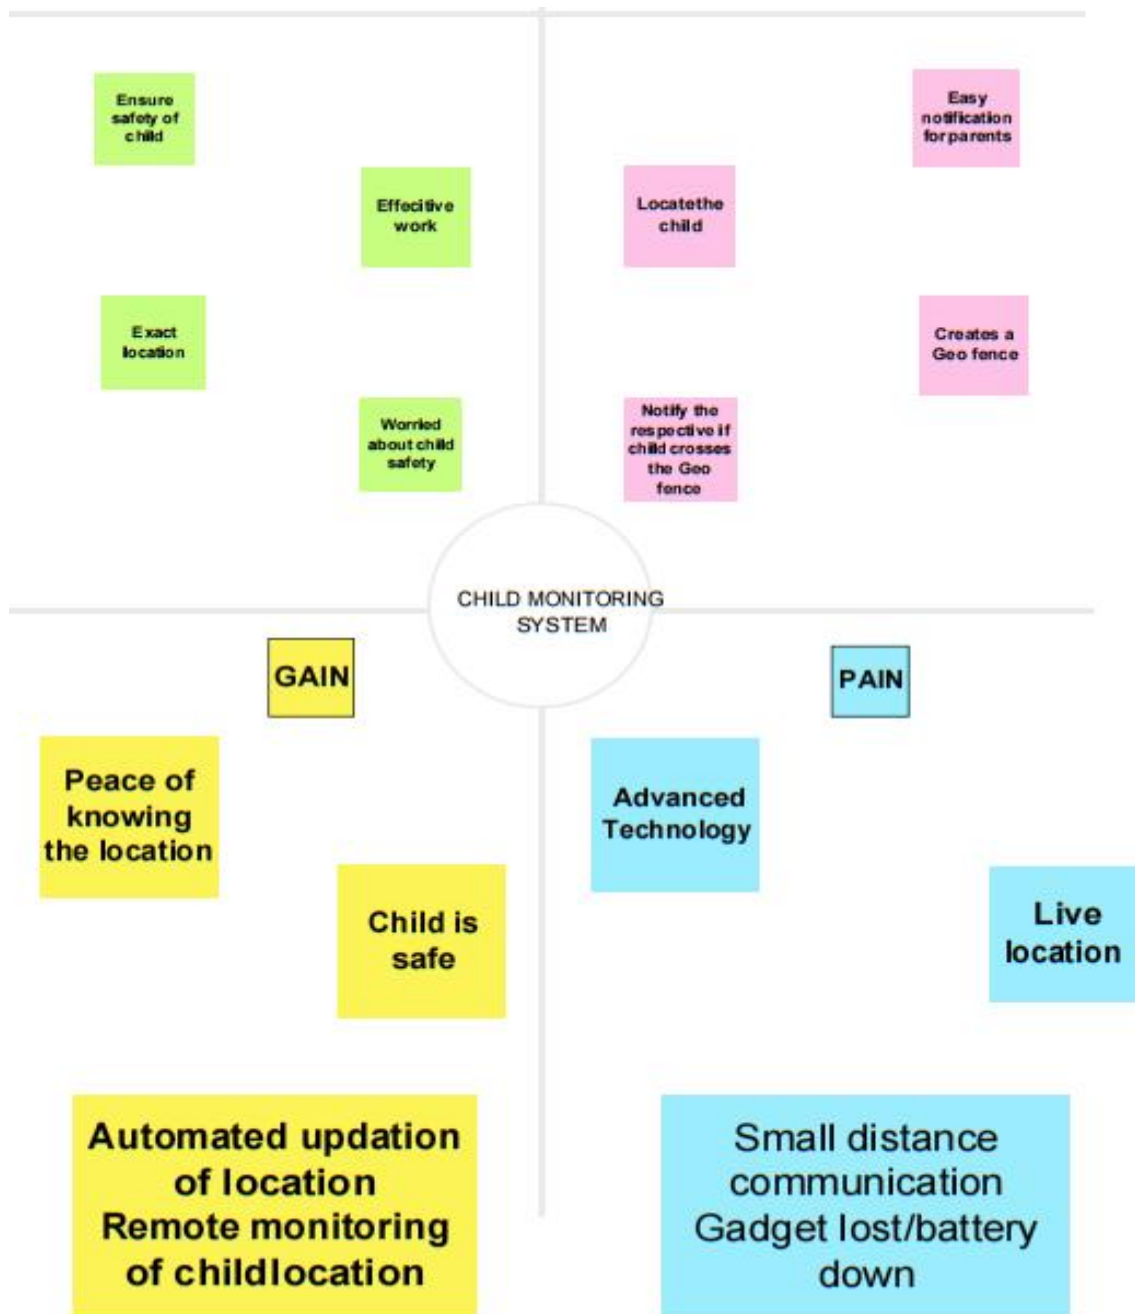 Ensure
safety of
child
Effecitive
work
Exact
location
Worried
about child
safety
Easy
notification
for parents
Locatethe
child
Creates a
Geo fence
Notify the
respective if
child crosses
the Geo
fence
CHILD MONITORING
SYSTEM
GAIN
Peace of
knowing
the location
Child is
safe
Automated updation
of location
Remote monitoring
of childlocation
PAIN
Advanced
Technology
Live
location
Small distance
communication
Gadget lost/battery
down